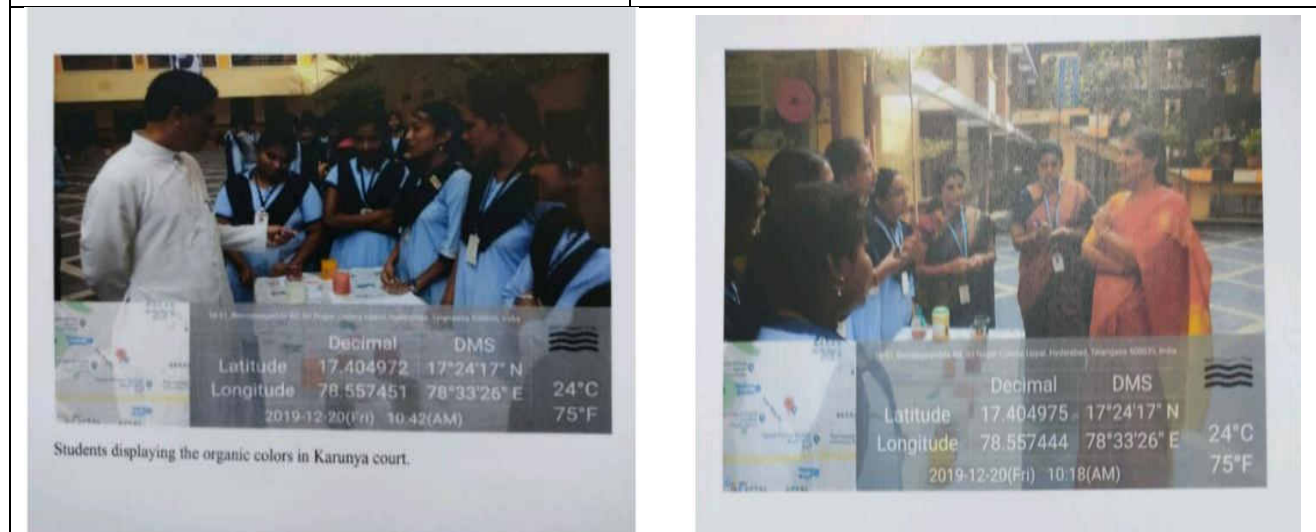 Decimal DMS
Latitude 17.404972 17°24'17" N
Longitude 78.557451 78°33'26" E
24°C
75°F
2019-12-20(Fri) 10:42(AM)
Students displaying the organic colors in Karunya court.
Decimal DMS
Latitude 17.404975 17°24'17" N
Longitude 78.557444 78°33'26" E
24°C
75°F
2019-12-20(Fri) 10:18(AM)